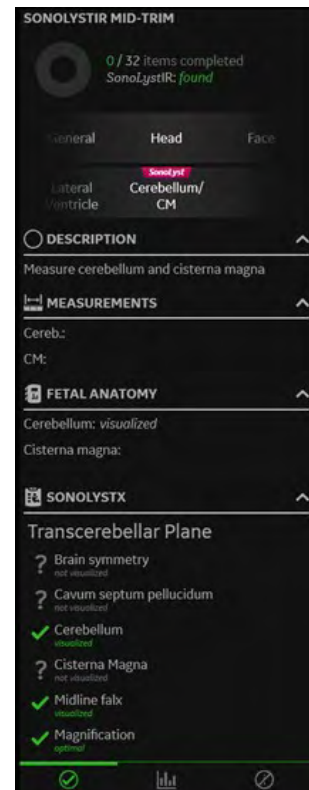 SONOLYSTIR MID-TRIM
0 / 32 items completed
SonoLystIR: found
General Head Face
SonoLyst
Lateral Ventricle Cerebellum/ CM
DESCRIPTION
Measure cerebellum and cisterna magna
MEASUREMENTS
Cereb.:
CM:
FETAL ANATOMY
Cerebellum: visualized
Cisterna magna:
SONOLYSTX
Transcerebellar Plane
Brain symmetry
not visualized
Cavum septum pellucidum
not visualized
Cerebellum
visualized
Cisterna Magna
not visualized
Midline falx
visualized
Magnification
optimal